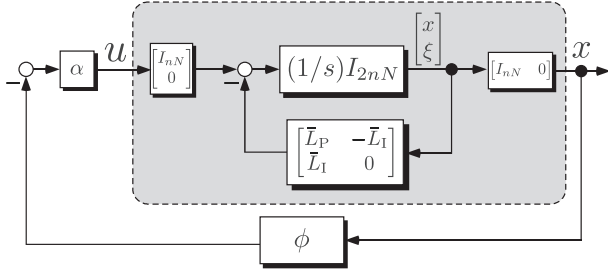 − α u [I_{nN} 0] − (1/s)I_{2nN} [x ξ] [I_{nN} 0] x
[L̄_P −L̄_I
L̄_I 0]
ϕ